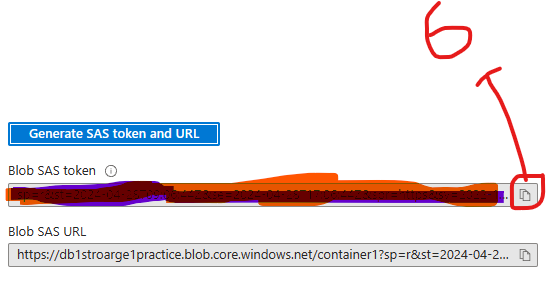 6
Generate SAS token and URL
Blob SAS token
Blob SAS URL
https://db1stroarge1practice.blob.core.windows.net/container1?sp=r&st=2024-04-2...